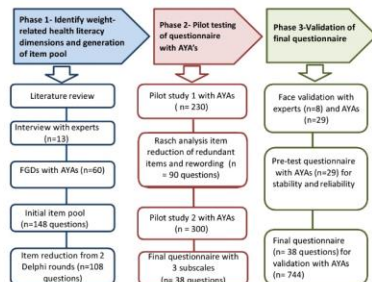 Phase 1- Identify weight-
related health literacy
dimensions and generation
of item pool
Literature review
Interview with experts
(n=13)
FGDs with AYAs(n=60)
Initial item pool
(n=148 questions)
Item reduction from 2
Delphi rounds (n=108
questions)
Phase 2- Pilot testing
of questionnaire
with AYA's
Pilot study 1 with AYAs
( n= 230)
Rasch analysis item
reduction of redundant
items and rewording (n
= 90 questions)
Pilot study 2 with AYAs
(n= 300)
Final questionnaire with
3 subscales
(n= 38 questions)
Phase 3-Validation of
final questionnaire
Face validation with
experts (n=8) and AYAs
(n=29)
Pre-test questionnaire
with AYAs (n=29) for
stability and reliability
Final questionnaire
(n= 38 questions) for
validation with AYAs
(n= 744)